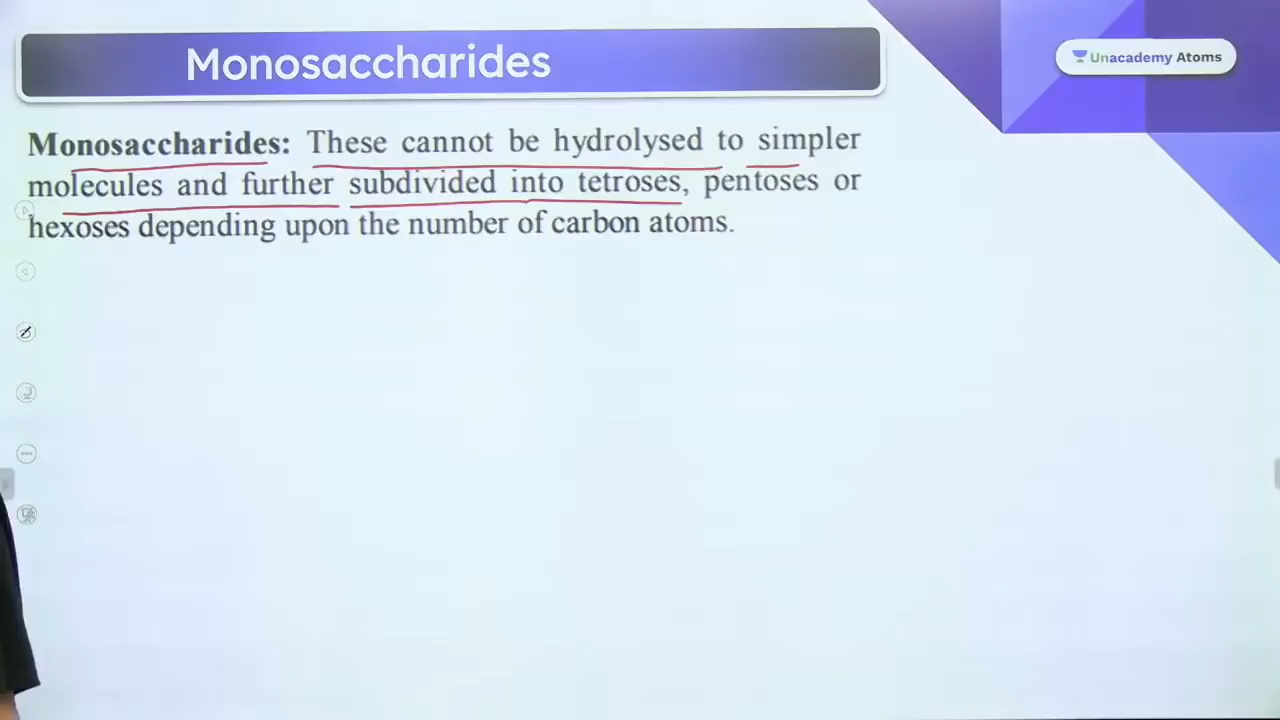 Monosaccharides
Unacademy Atoms
Monosaccharides: These cannot be hydrolysed to simpler
molecules and further subdivided into tetroses, pentoses or
hexoses depending upon the number of carbon atoms.